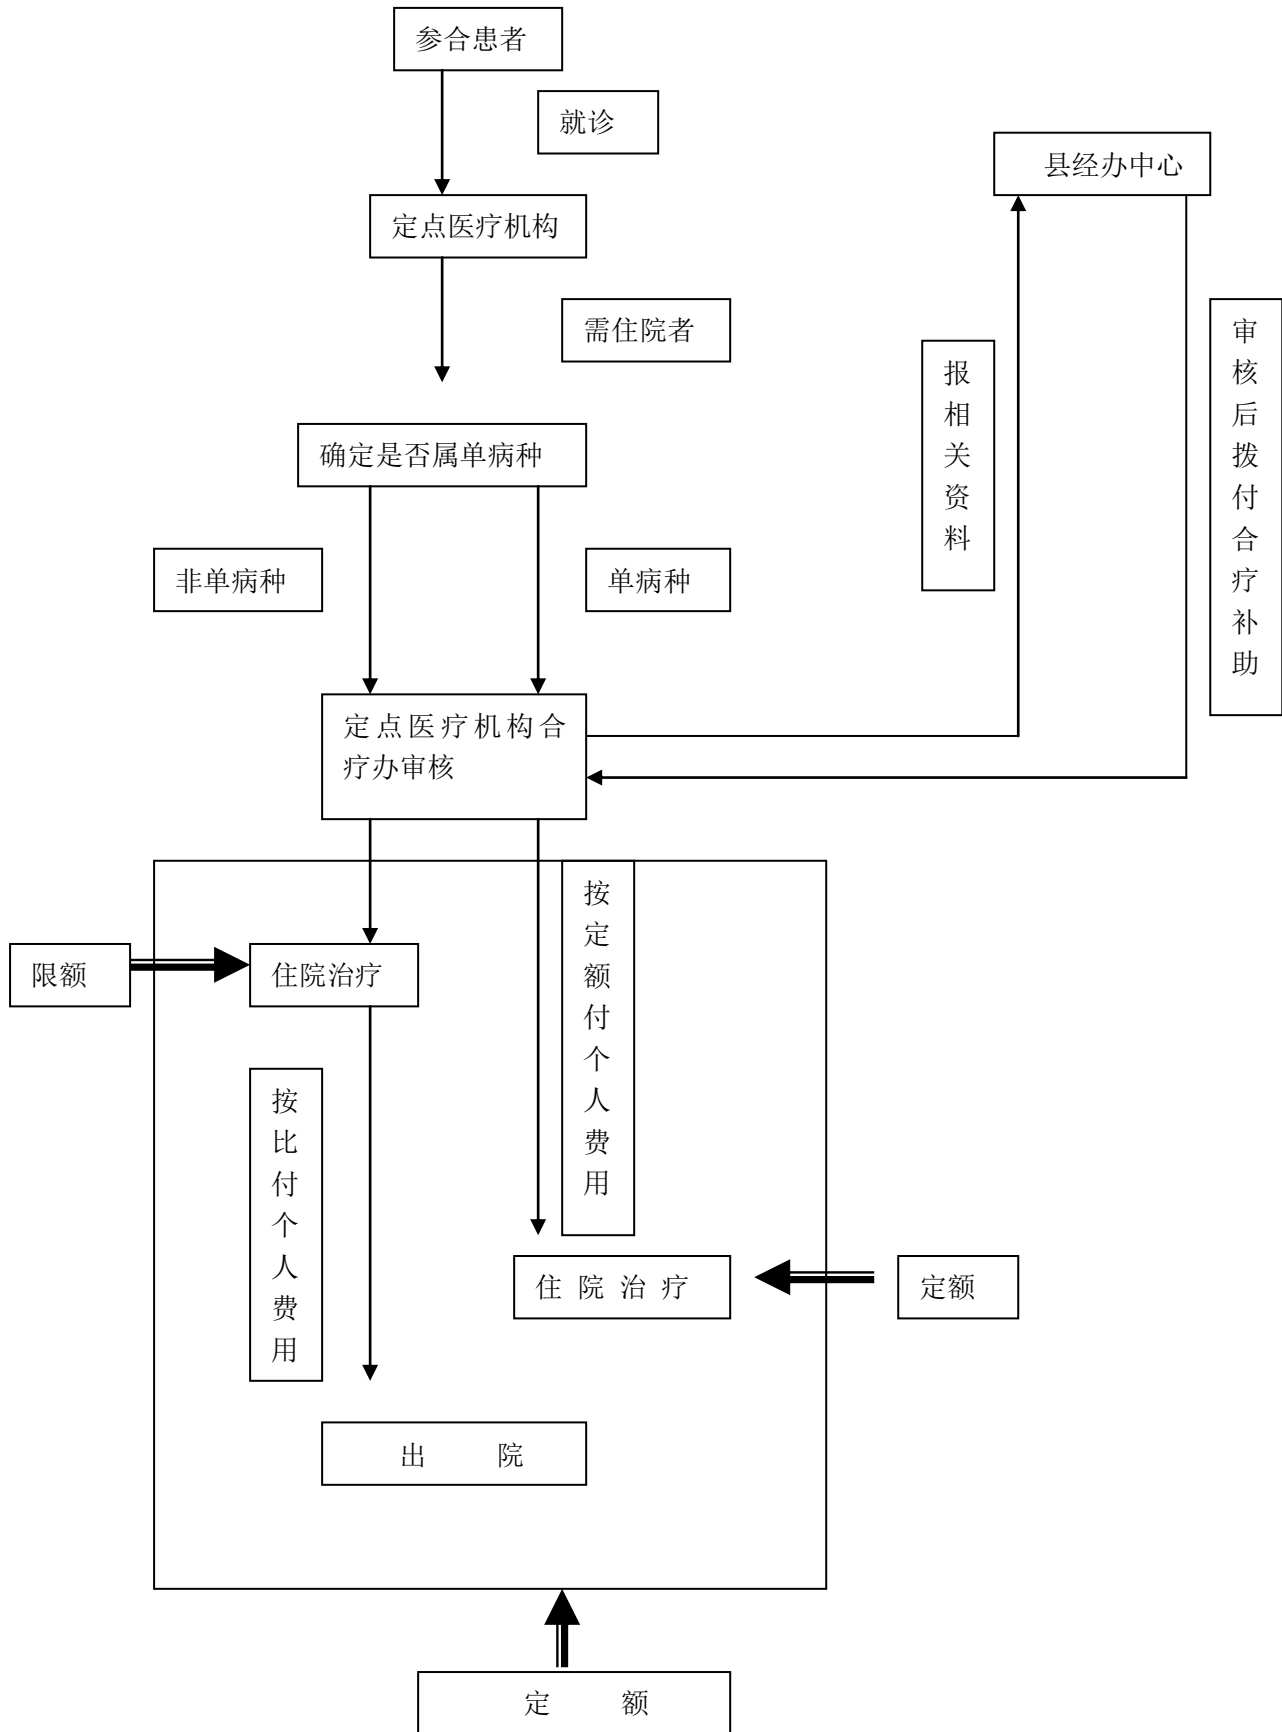 参合患者
就诊
县经办中心
定点医疗机构
需住院者
审核后拨付合疗补助
报相关资料
确定是否属单病种
非单病种
单病种
定点医疗机构合
疗办审核
按定额付个人费用
限额
住院治疗
按比付个人费用
住院治疗
定额
出 院
定 额